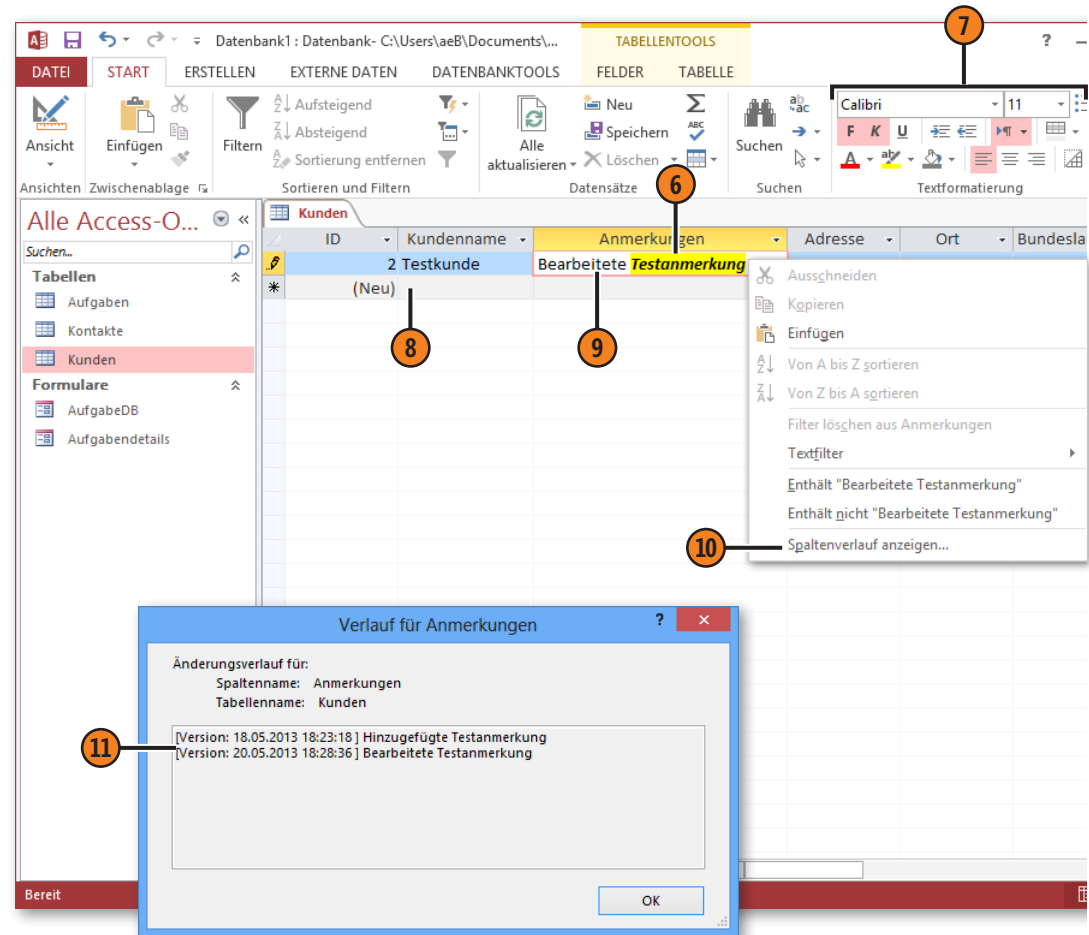 7
Datenbank1 : Datenbank- C:\Users\aeB\Documents\... TABELLENTOOLS ?
DATEI START ERSTELLEN EXTERNE DATEN DATENBANKTOOLS FELDER TABELLE
Ansicht
Einfügen
Filtern
Aufsteigend
Absteigend
Sortierung entfernen
Alle
aktualisieren
Neu
Speichern
Löschen
Suchen
Calibri 11
F K U
Ansichten Zwischenablage Sortieren und Filtern Datensätze Suchen Textformatierung
6
Alle Access-O...
Suchen...
Tabellen
Aufgaben
Kontakte
Kunden
Formulare
AufgabeDB
Aufgabendetails
Kunden
ID Kundenname Anmerkungen Adresse Ort Bundesla
2 Testkunde Bearbeitete Testanmerkung
(Neu)
8
9
Ausschneiden
Kopieren
Einfügen
Von A bis Z sortieren
Von Z bis A sortieren
Filter löschen aus Anmerkungen
Textfilter
Enthält "Bearbeitete Testanmerkung"
Enthält nicht "Bearbeitete Testanmerkung"
10
Spaltenverlauf anzeigen...
Verlauf für Anmerkungen ?
Änderungsverlauf für:
Spaltenname: Anmerkungen
Tabellenname: Kunden
11
[Version: 18.05.2013 18:23:18 ] Hinzugefügte Testanmerkung
[Version: 20.05.2013 18:28:36 ] Bearbeitete Testanmerkung
OK
Bereit